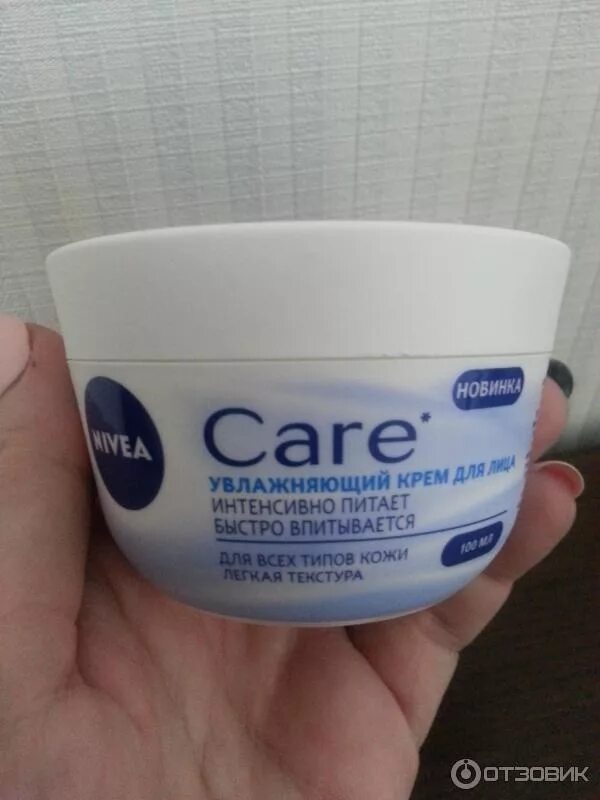 НОВИНКА
NIVEA
Care*
УВЛАЖНЯЮЩИЙ КРЕМ ДЛЯ ЛИЦА
ИНТЕНСИВНО ПИТАЕТ
БЫСТРО ВПИТЫВАЕТСЯ
100 МЛ
ДЛЯ ВСЕХ ТИПОВ КОЖИ
ЛЕГКАЯ ТЕКСТУРА
ОТЗОВИК